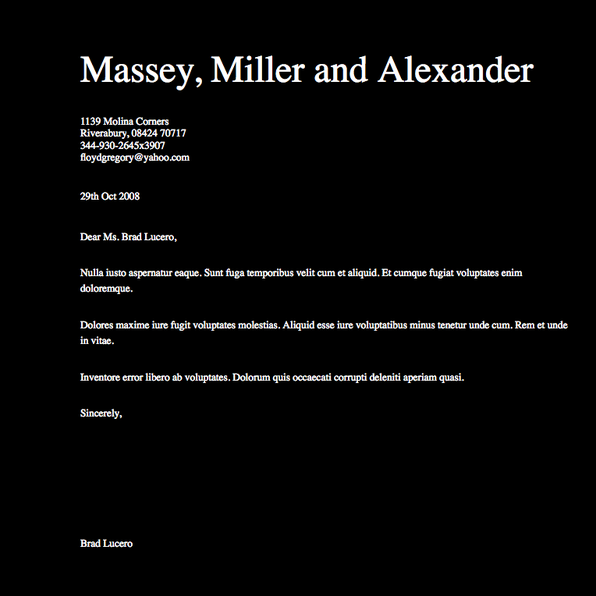 Massey, Miller and Alexander
1139 Molina Corners
Riverabury, 08424 70717
344-930-2645x3907
floydgregory@yahoo.com
29th Oct 2008
Dear Ms. Brad Lucero,
Nulla iusto aspernatur eaque. Sunt fuga temporibus velit cum et aliquid. Et cumque fugiat voluptates enim
doloremque.
Dolores maxime iure fugit voluptates molestias. Aliquid esse iure voluptatibus minus tenetur unde cum. Rem et unde
in vitae.
Inventore error libero ab voluptates. Dolorum quis occaecati corrupti deleniti aperiam quasi.
Sincerely,
Brad Lucero